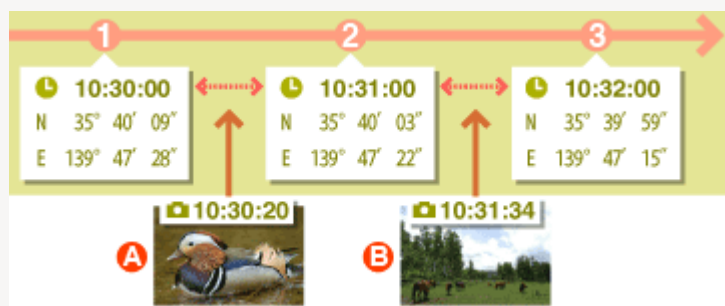 1 2 3
10:30:00
N 35° 40′ 09″
E 139° 47′ 28″
10:31:00
N 35° 40′ 03″
E 139° 47′ 22″
10:32:00
N 35° 39′ 59″
E 139° 47′ 15″
10:30:20
A
10:31:34
B